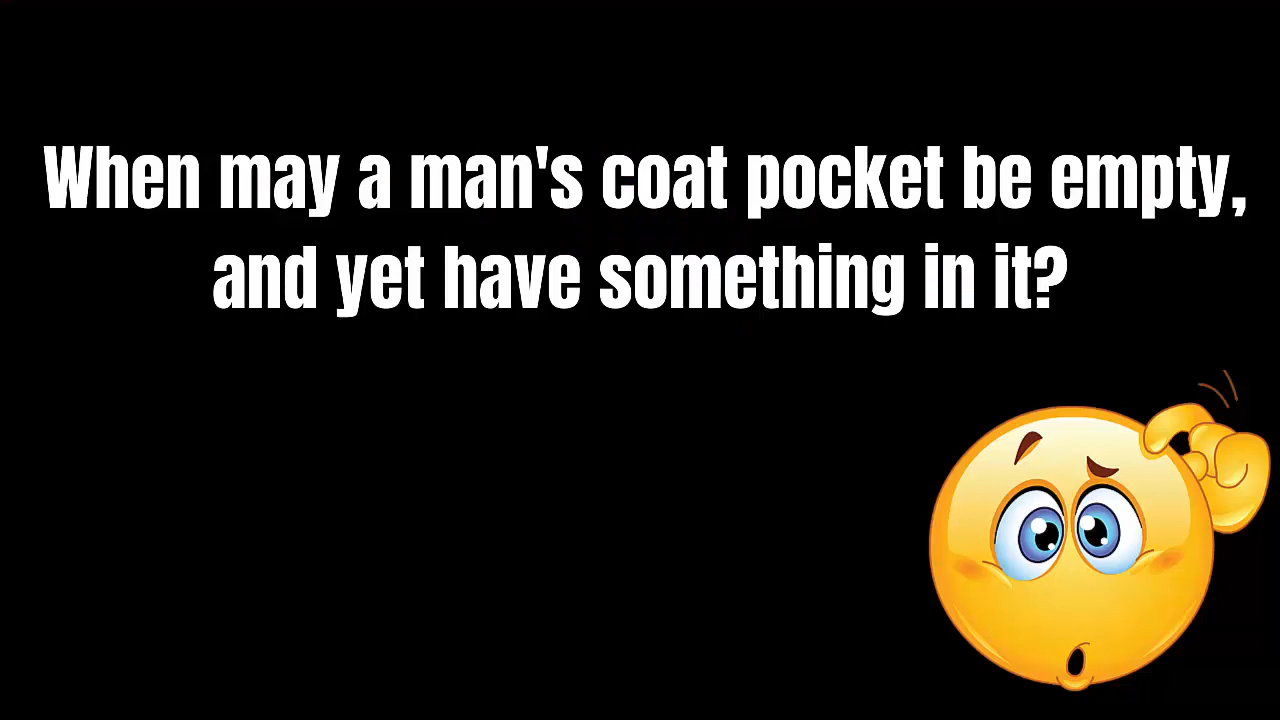 When may a man's coat pocket be empty,
and yet have something in it?